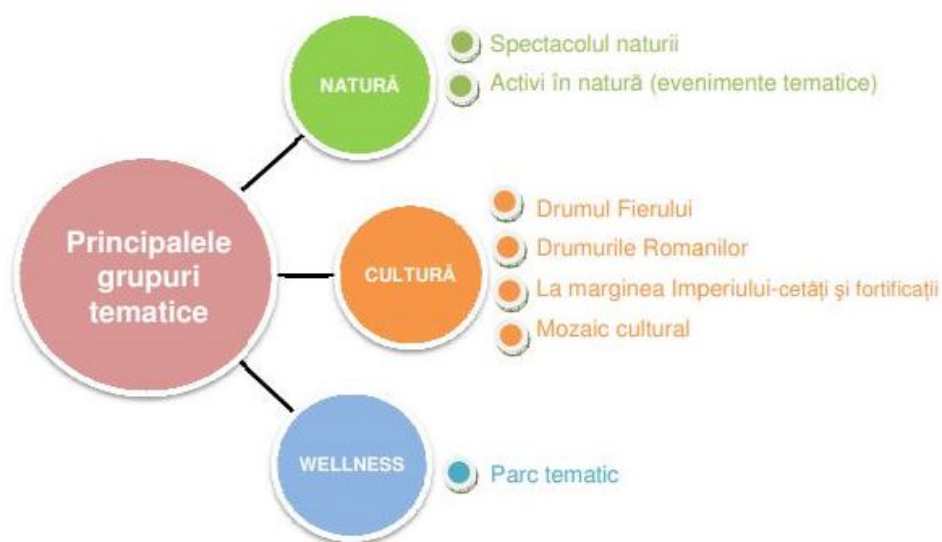 Principalele
grupuri
tematice
NATURĂ
Spectacolul naturii
Activi în natură (evenimente tematice)
CULTURĂ
Drumul Fierului
Drumurile Romanilor
La marginea Imperiului-cetăți şi fortificații
Mozaic cultural
WELLNESS
Parc tematic